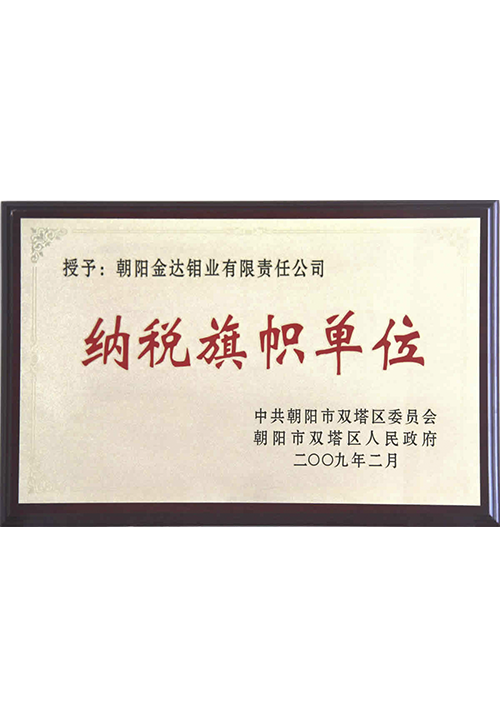 授予：朝阳金达钼业有限责任公司
纳税旗帜单位
中共朝阳市双塔区委员会
朝阳市双塔区人民政府
二〇〇九年二月